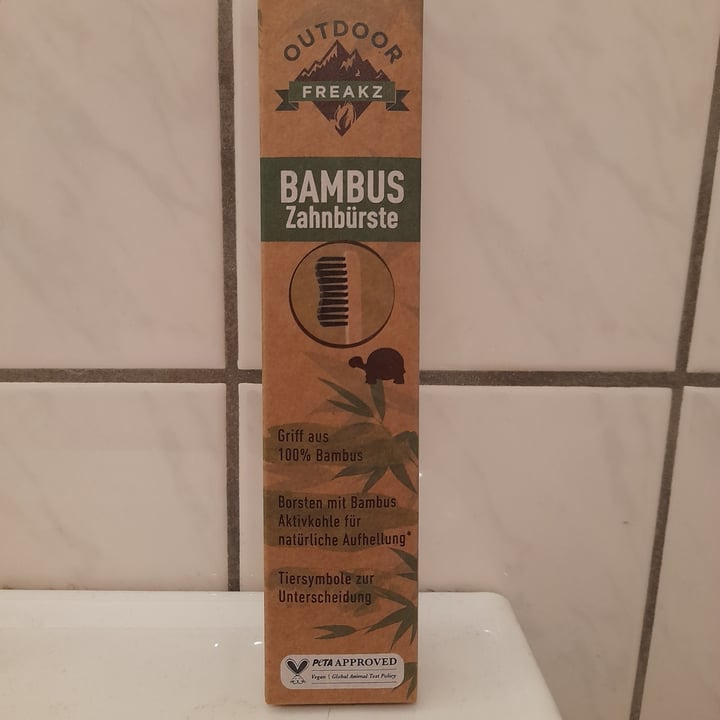 OUTDOOR
FREAKZ
BAMBUS
Zahnbürste
Griff aus
100% Bambus
Borsten mit Bambus
Aktivkohle für
natürliche Aufhellung*
Tiersymbole zur
Unterscheidung
PeTA APPROVED
Vegan | Global Animal Test Policy